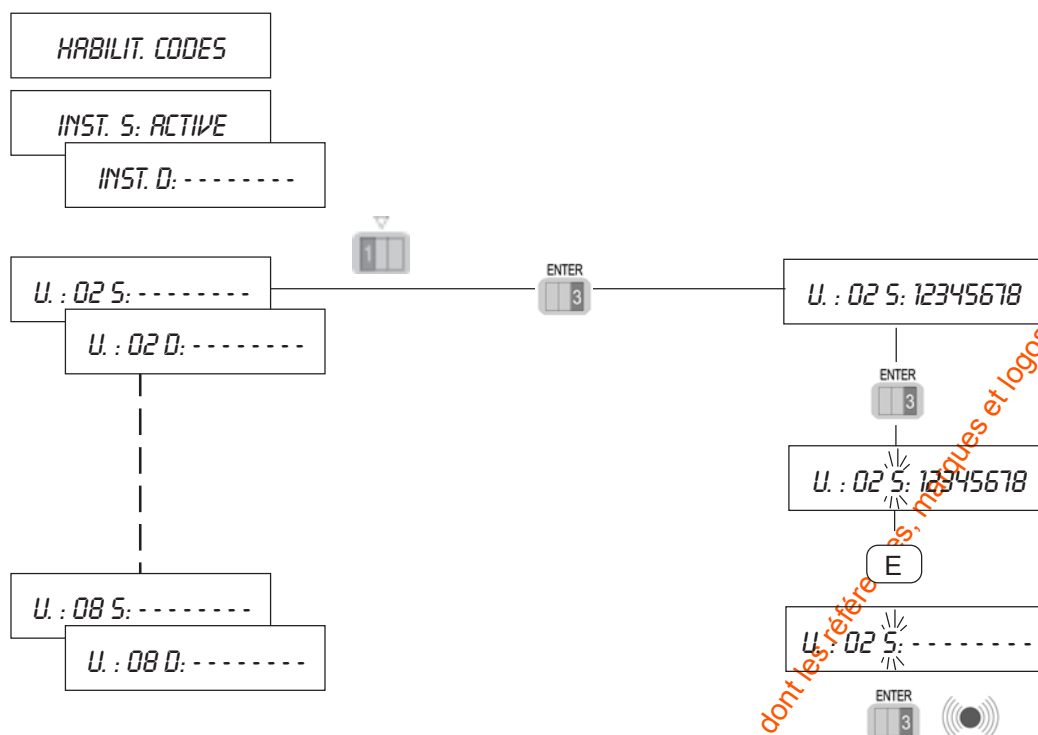 HABILIT. CODES
INST. S: ACTIVE
INST. D: - - - - - - - -
1
ENTER
3
U. : 02 S: - - - - - - - -
U. : 02 D: - - - - - - - -
U. : 02 S: 12345678
ENTER
3
U. : 02 S: 12345678
E
U. : 08 S: - - - - - - - -
U. : 08 D: - - - - - - - -
U. : 02 S: - - - - - - - -
ENTER
3
dont les références, marques et logos